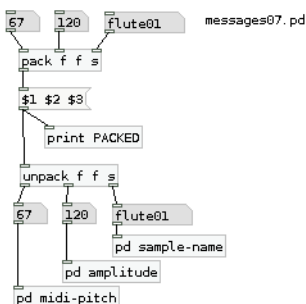 67 120 flute01 messages07.pd
pack f f s
$1 $2 $3
print PACKED
unpack f f s
67 120 flute01
pd sample-name
pd amplitude
pd midi-pitch